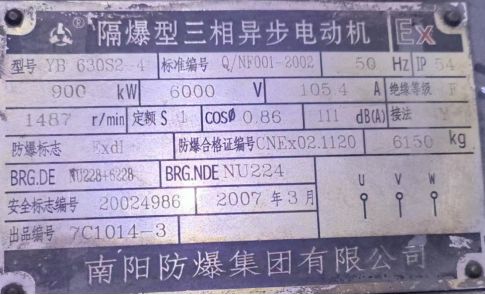 隔爆型三相异步电动机 Ex
型号 YB 630S2-4 标准编号 Q/NF001-2002 50 Hz IP 54
900 kW 6000 V 105.4 A 绝缘等级 F
1487 r/min 定额 S 1 COSØ 0.86 111 dB(A) 接法 Y
防爆标志 ExdI 防爆合格证编号 CNEx02.1120 6150 kg
BRG.DE NU228+6228 BRG.NDE NU224
安全标志编号 20024986 2007 年 3 月 U V W
出品编号 7C1014-3
南阳防爆集团有限公司